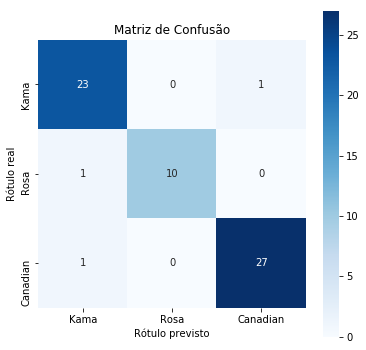 Matriz de Confusão
Rótulo real
Kama
23 0 1
Rosa
1 10 0
Canadian
1 0 27
Kama Rosa Canadian
Rótulo previsto
25
20
15
10
5
0